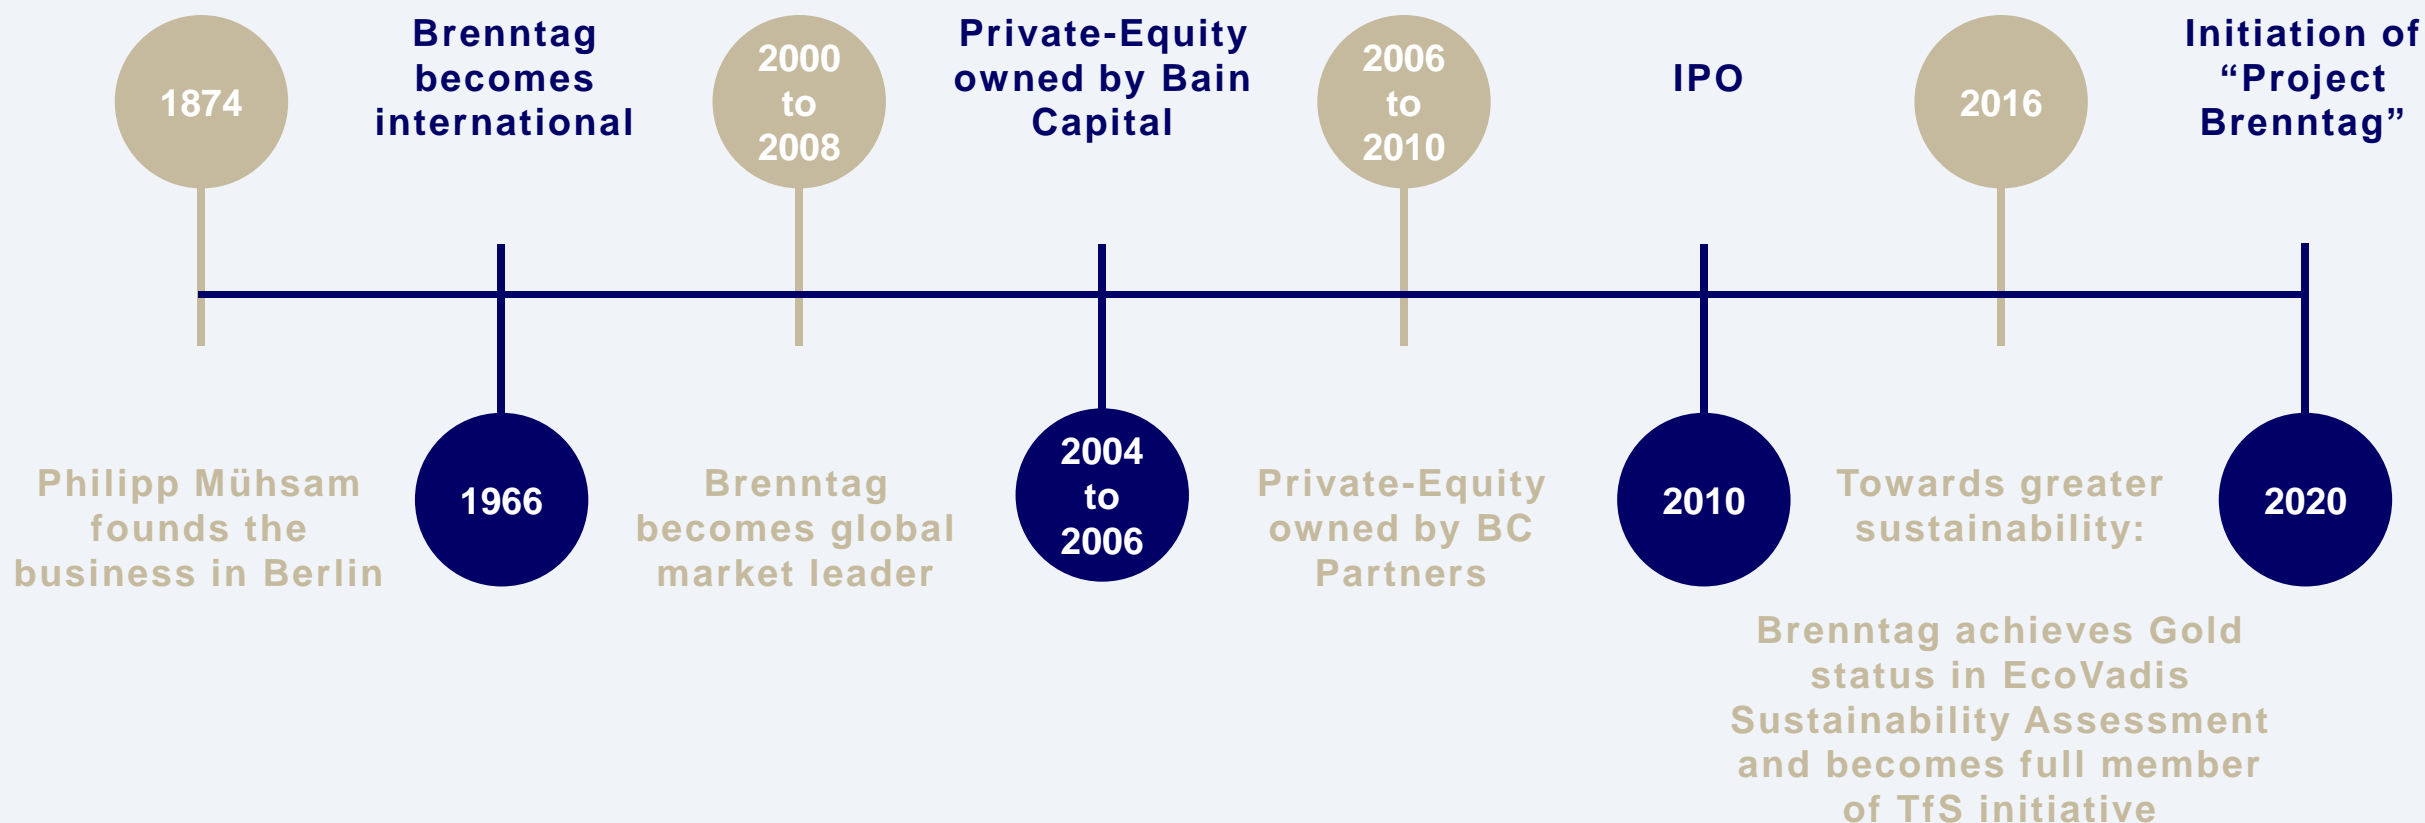 1874
Philipp Mühsam
founds the
business in Berlin
Brenntag
becomes
international
1966
2000
to
2008
Brenntag
becomes global
market leader
Private-Equity
owned by Bain
Capital
2004
to
2006
2006
to
2010
Private-Equity
owned by BC
Partners
IPO
2010
2016
Towards greater
sustainability:
Brenntag achieves Gold
status in EcoVadis
Sustainability Assessment
and becomes full member
of TfS initiative
Initiation of
“Project
Brenntag”
2020